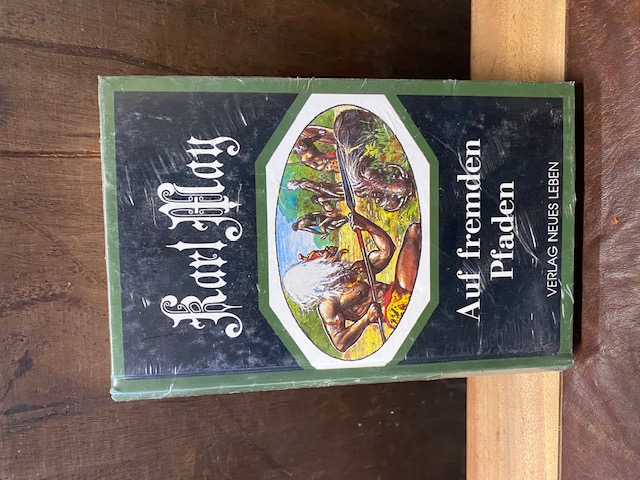 Karl May
Auf fremden
Pfaden
VERLAG NEUES LEBEN